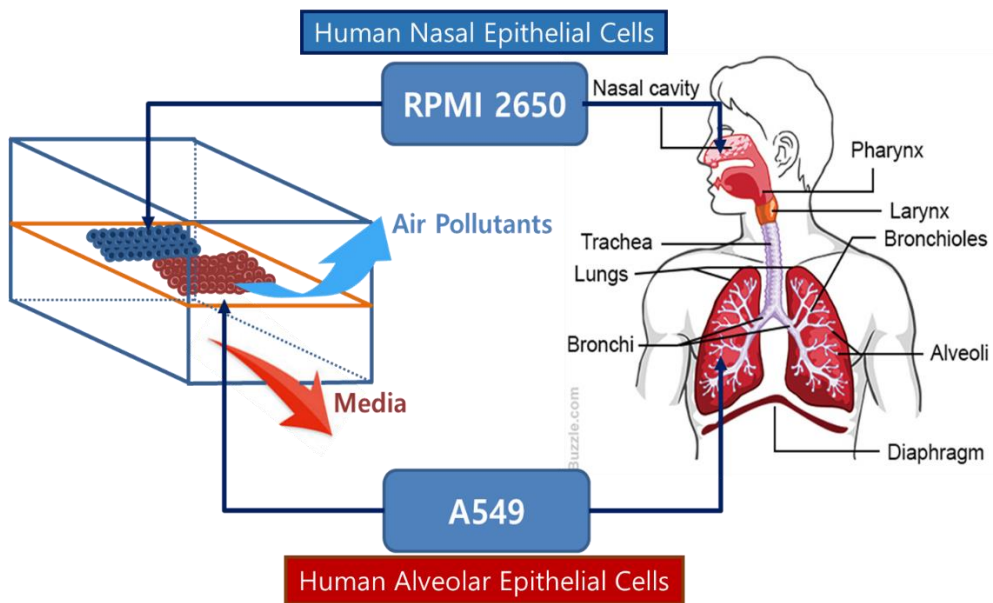 Human Nasal Epithelial Cells
RPMI 2650
Nasal cavity
Pharynx
Larynx
Bronchioles
Air Pollutants
Trachea
Lungs
Bronchi
Alveoli
Media
Diaphragm
Buzzle.com
A549
Human Alveolar Epithelial Cells